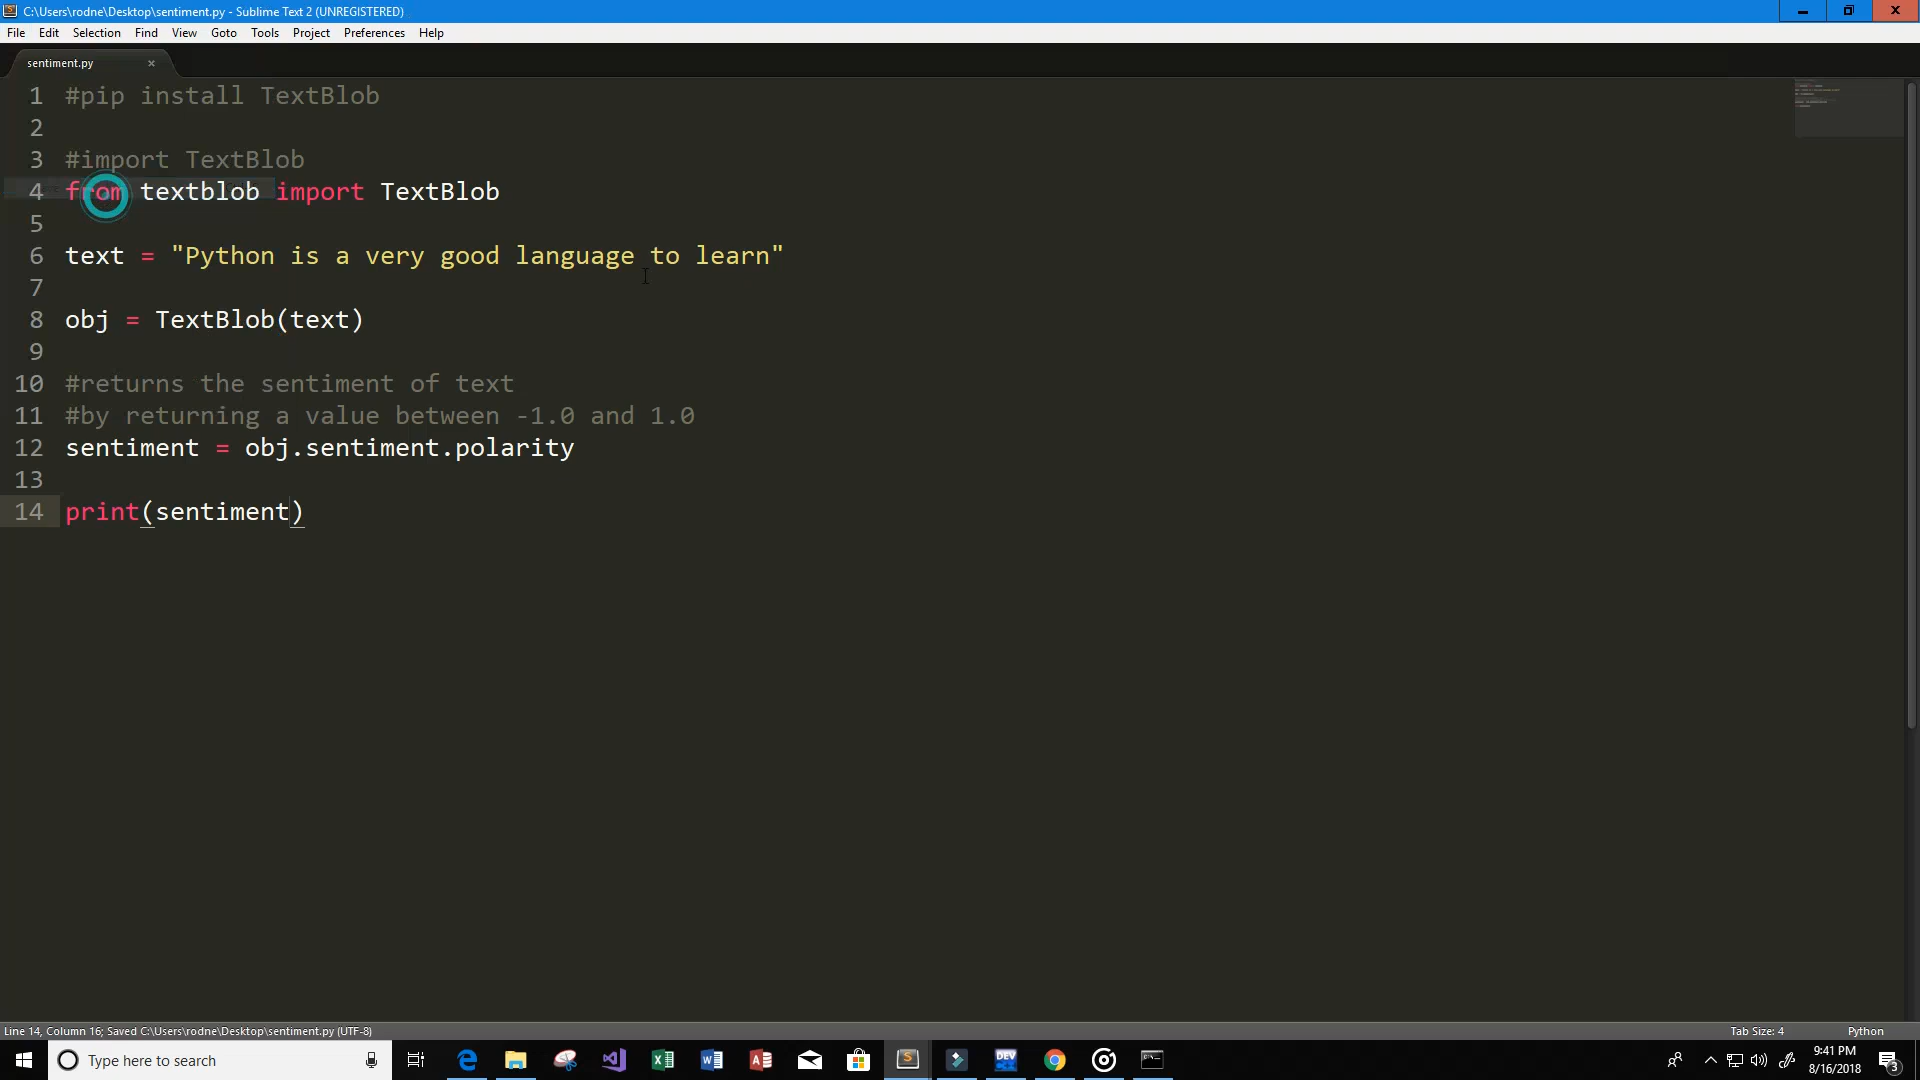 C:\Users\rodne\Desktop\sentiment.py - Sublime Text 2 (UNREGISTERED)
File Edit Selection Find View Goto Tools Project Preferences Help
sentiment.py ×
1 #pip install TextBlob
2
3 #import TextBlob
4 from textblob import TextBlob
5
6 text = "Python is a very good language to learn"
7
8 obj = TextBlob(text)
9
10 #returns the sentiment of text
11 #by returning a value between -1.0 and 1.0
12 sentiment = obj.sentiment.polarity
13
14 print(sentiment)
Line 14, Column 16; Saved C:\Users\rodne\Desktop\sentiment.py (UTF-8) Tab Size: 4 Python
Type here to search
DEV
9:41 PM
8/16/2018
3